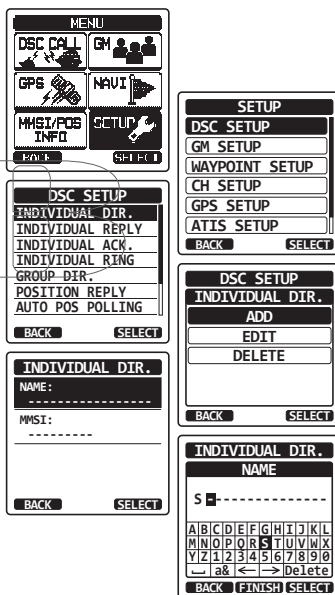 MENU
DSC CALL GM
GPS NAVI
MMSI/POS SETUP
INFO
BACK SELECT
SETUP
DSC SETUP
GM SETUP
WAYPOINT SETUP
CH SETUP
GPS SETUP
ATIS SETUP
BACK SELECT
DSC SETUP
INDIVIDUAL DIR.
INDIVIDUAL REPLY
INDIVIDUAL ACK.
INDIVIDUAL RING
GROUP DIR.
POSITION REPLY
AUTO POS POLLING
BACK SELECT
DSC SETUP
INDIVIDUAL DIR.
ADD
EDIT
DELETE
BACK SELECT
INDIVIDUAL DIR.
NAME:
----------------
MMSI:
---------
BACK SELECT
INDIVIDUAL DIR.
NAME
S --------------
A B C D E F G H I J K L
M N O P Q R S T U V W X
Y Z 1 2 3 4 5 6 7 8 9 0
⎵ a& ← → Delete
BACK FINISH SELECT